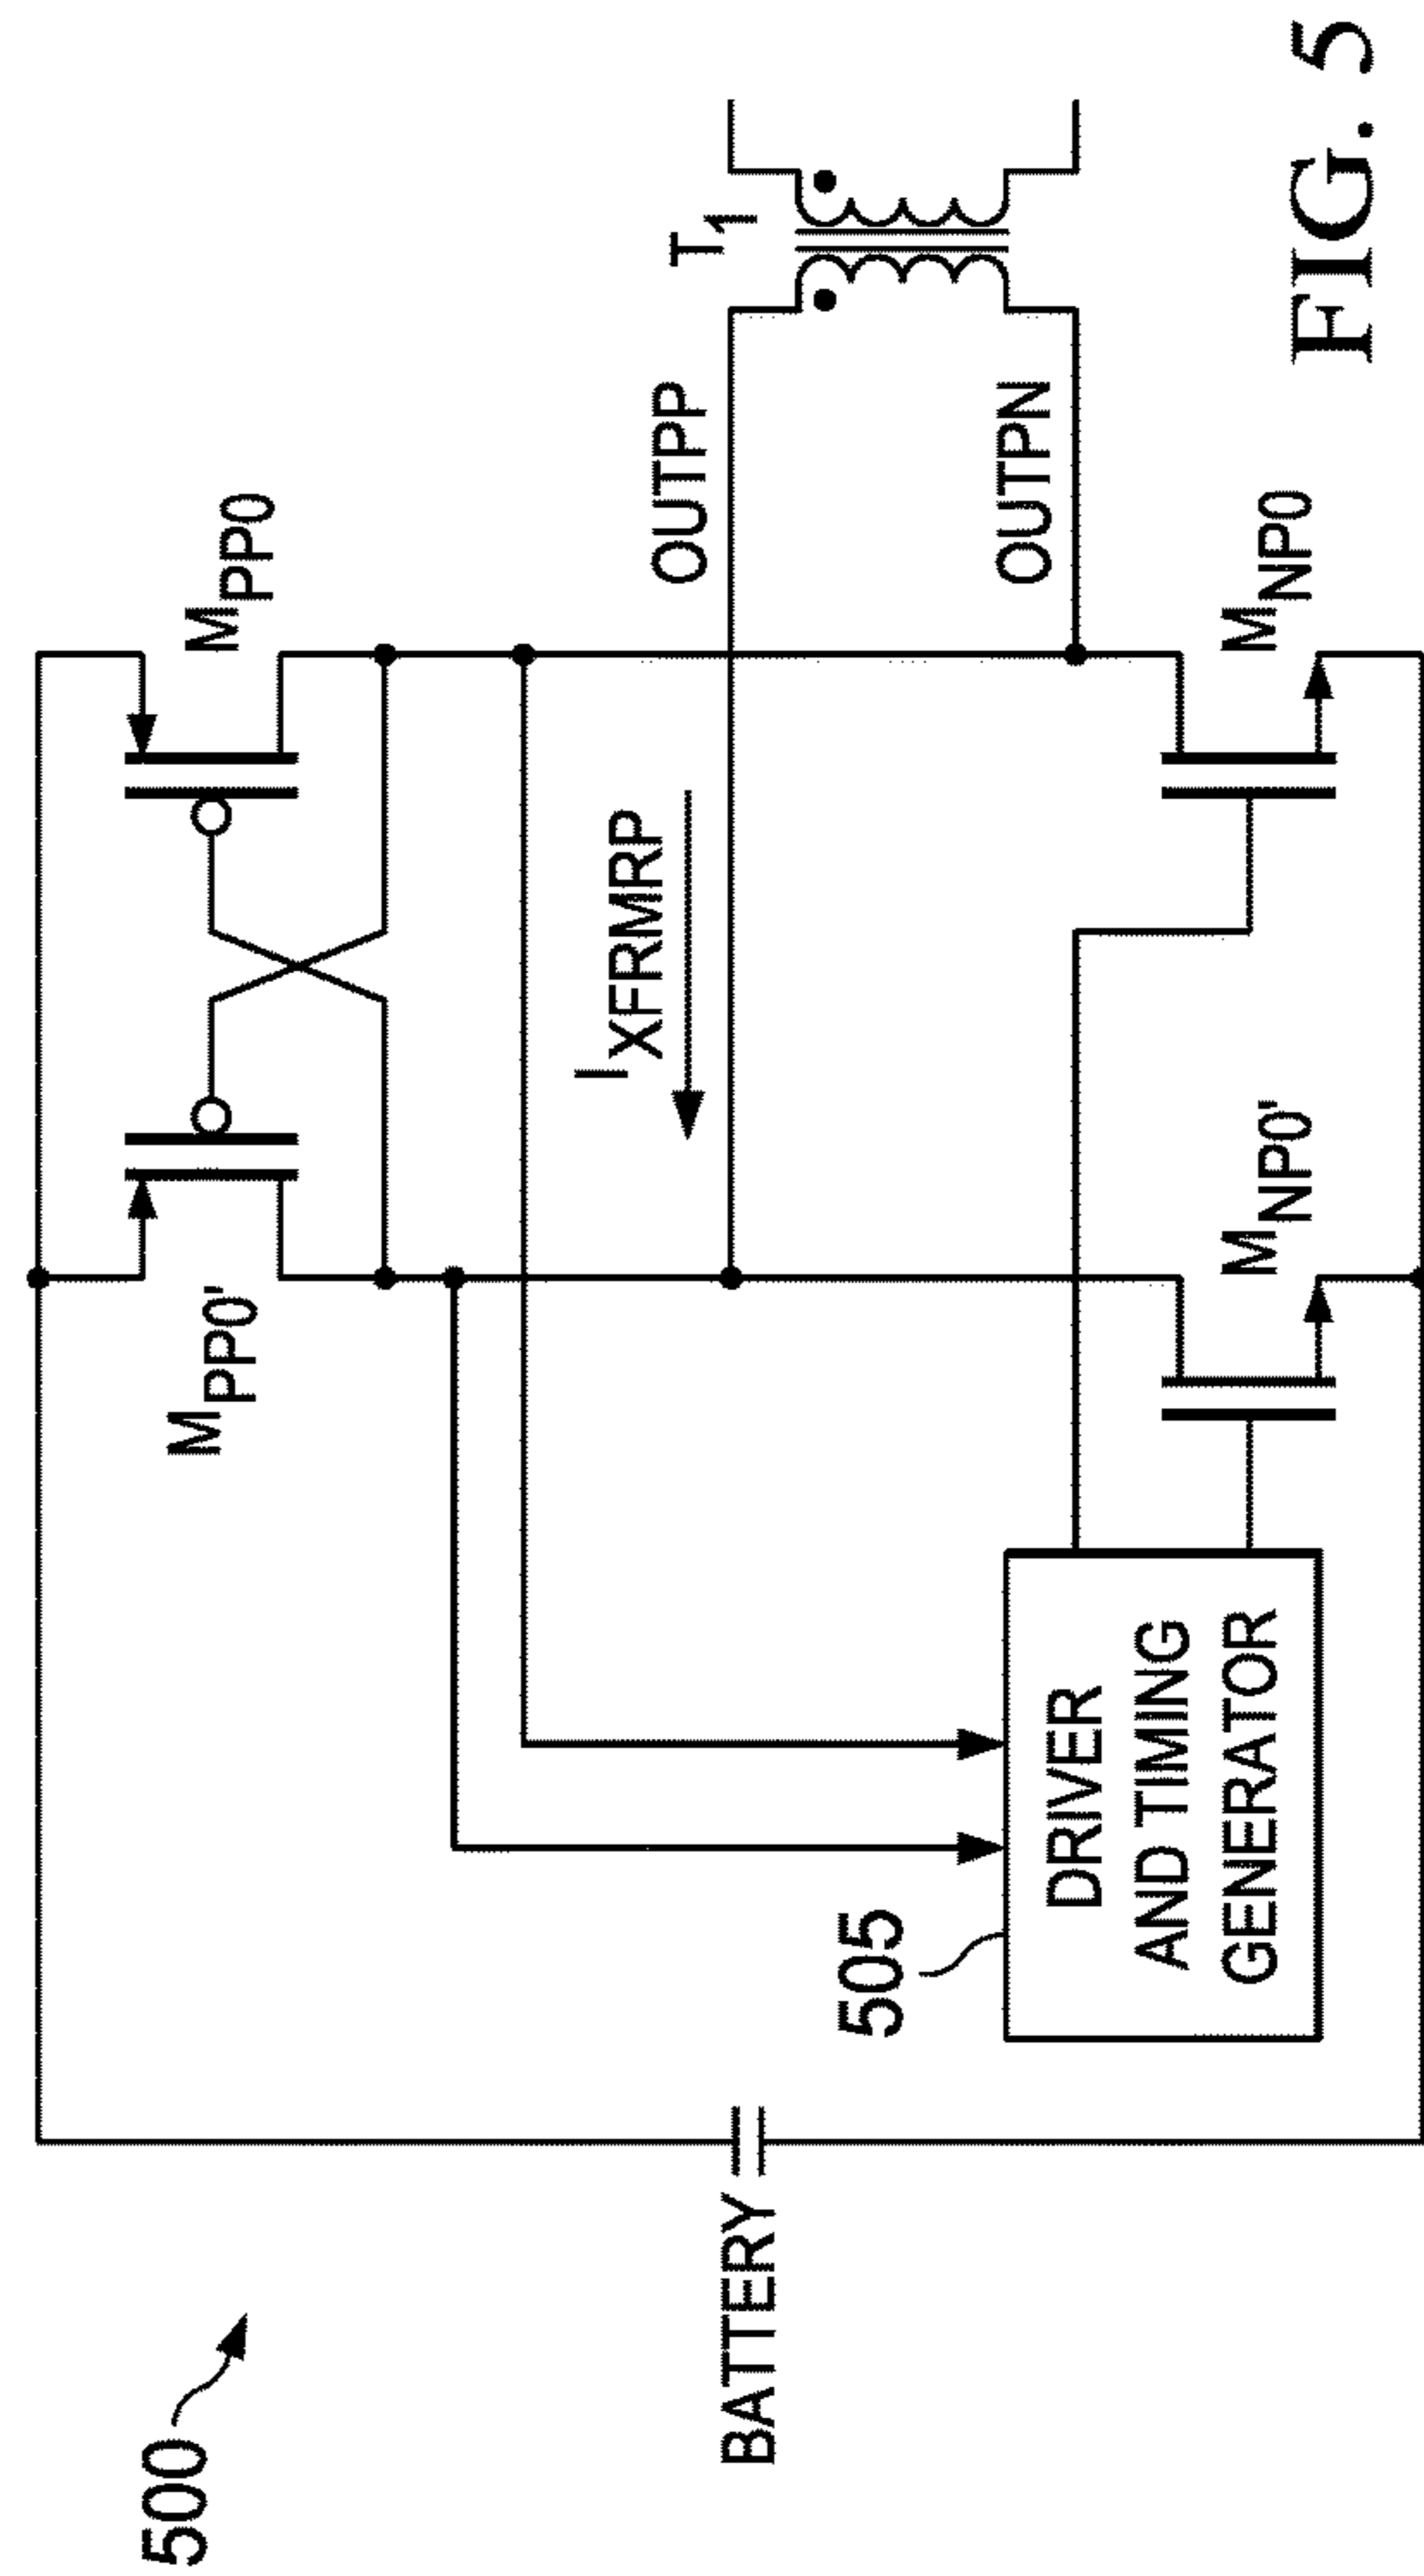 500
M_PP0'
M_PP0
I_XFRMRP
OUTPP
T_1
OUTPN
BATTERY
505
DRIVER
AND TIMING
GENERATOR
M_NP0'
M_NP0
FIG. 5